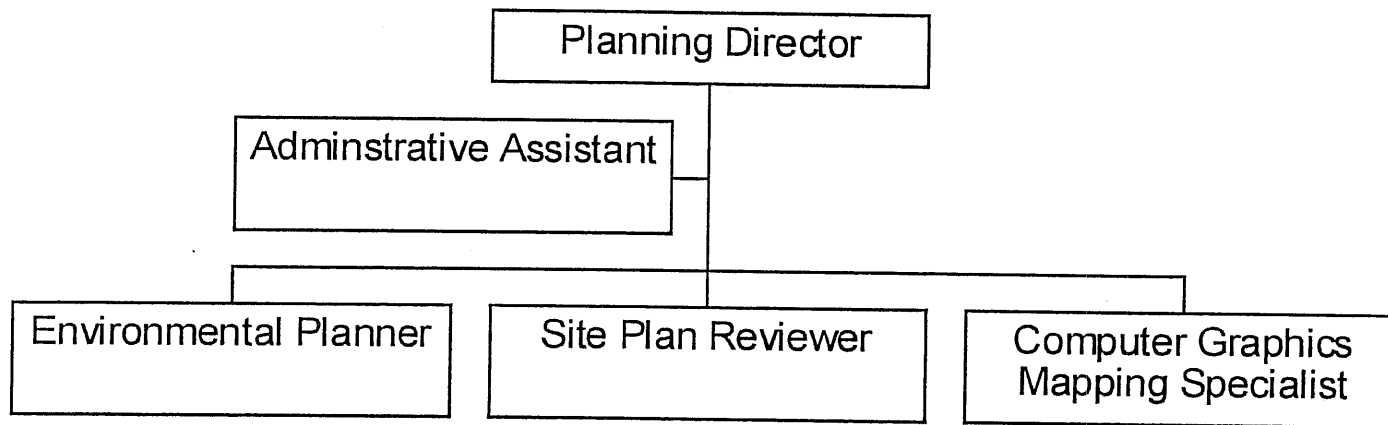 Planning Director
Adminstrative Assistant
Environmental Planner
Site Plan Reviewer
Computer Graphics
Mapping Specialist